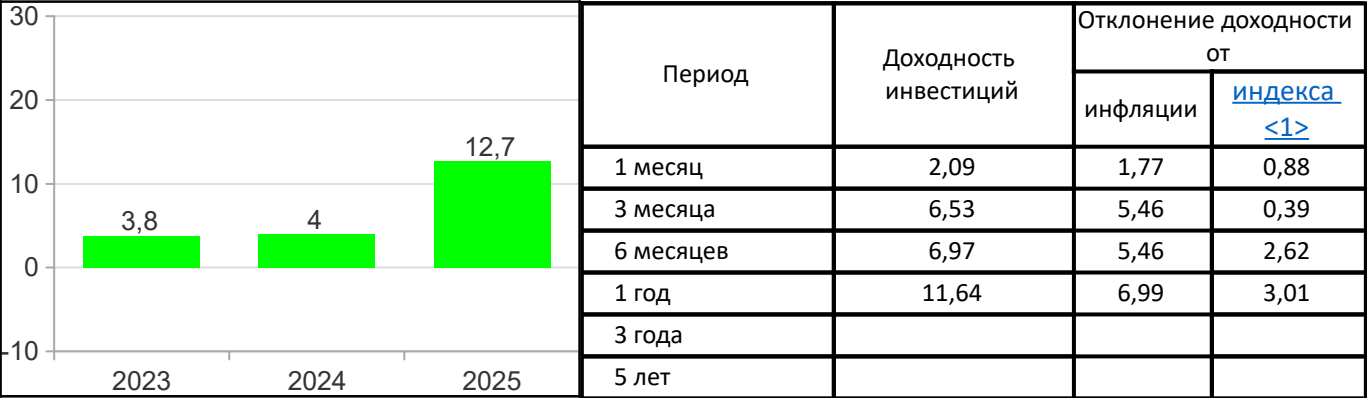 30
20
10
0
-10
3,8
4
12,7
2023 2024 2025
Период
Доходность
инвестиций
Отклонение доходности
от
инфляции
индекса
<1>
1 месяц 2,09 1,77 0,88
3 месяца 6,53 5,46 0,39
6 месяцев 6,97 5,46 2,62
1 год 11,64 6,99 3,01
3 года
5 лет